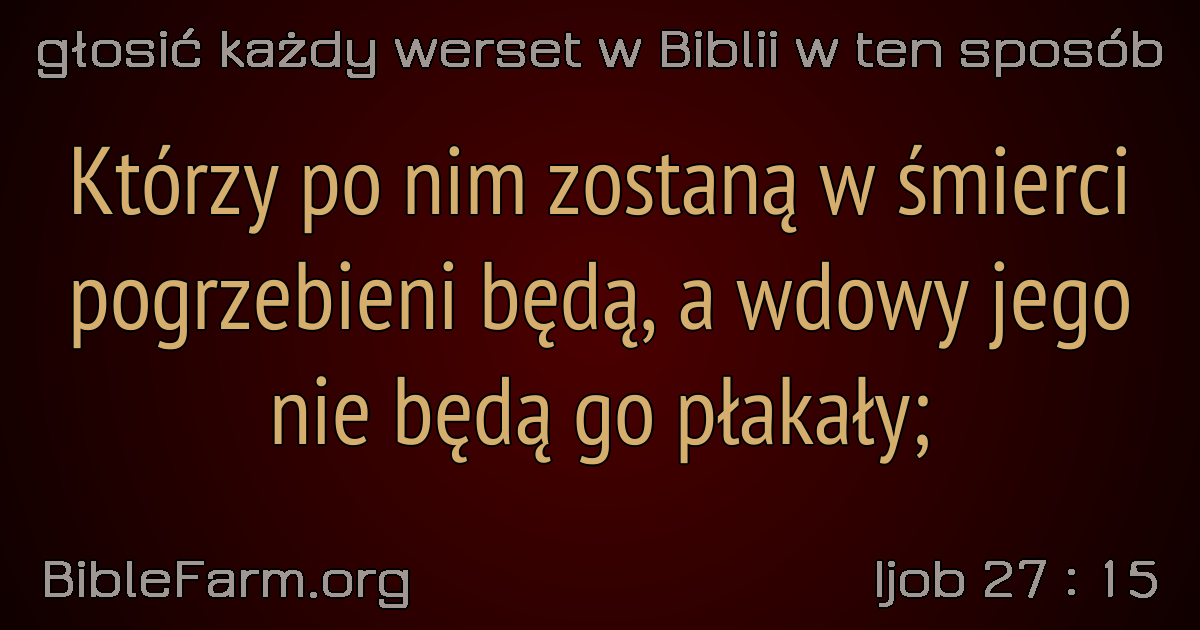 głosić każdy werset w Biblii w ten sposób
Którzy po nim zostaną w śmierci
pogrzebieni będą, a wdowy jego
nie będą go płakały;
BibleFarm.org
Ijob 27 : 15